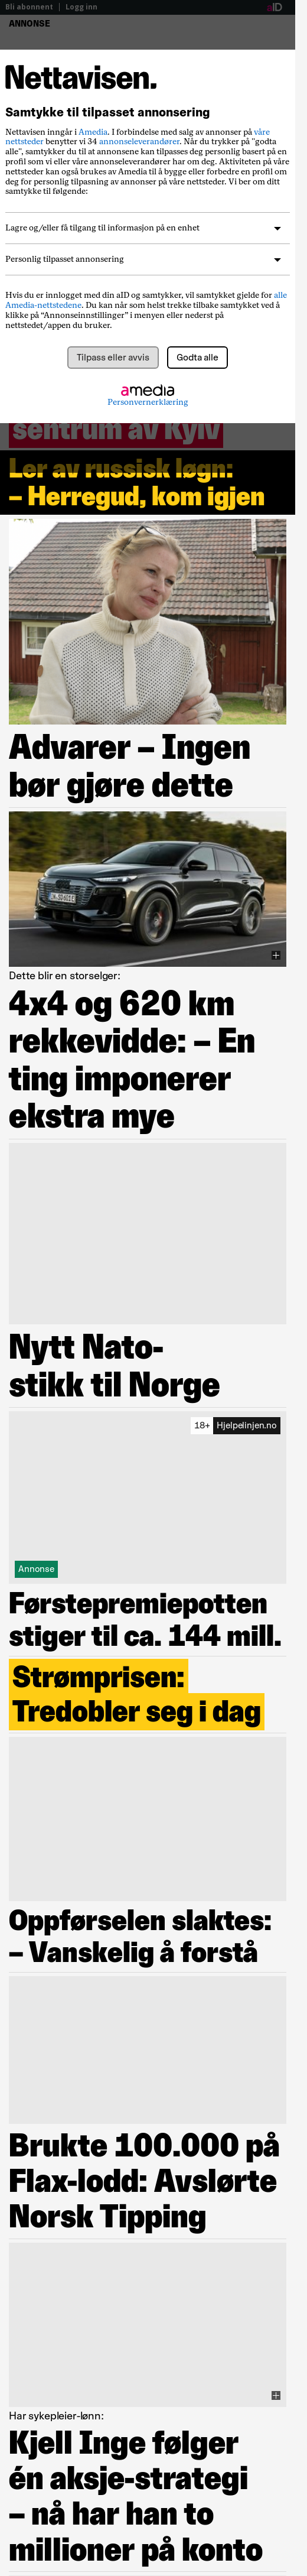 Bli abonnent | Logg inn
aID
ANNONSE
Nettavisen.
Samtykke til tilpasset annonsering
Nettavisen inngår i Amedia. I forbindelse med salg av annonser på våre
nettsteder benytter vi 34 annonseleverandører. Når du trykker på "godta
alle", samtykker du til at annonsene kan tilpasses deg personlig basert på en
profil som vi eller våre annonseleverandører har om deg. Aktiviteten på våre
nettsteder kan også brukes av Amedia til å bygge eller forbedre en profil om
deg for personlig tilpasning av annonser på våre nettsteder. Vi ber om ditt
samtykke til følgende:
Lagre og/eller få tilgang til informasjon på en enhet
Personlig tilpasset annonsering
Hvis du er innlogget med din aID og samtykker, vil samtykket gjelde for alle
Amedia-nettstedene. Du kan når som helst trekke tilbake samtykket ved å
klikke på “Annonseinnstillinger” i menyen eller nederst på
nettstedet/appen du bruker.
Tilpass eller avvis
Godta alle
amedia
Personvernerklæring
sentrum av Kyiv
Ler av russisk løgn:
– Herregud, kom igjen
Advarer – Ingen
bør gjøre dette
Dette blir en storselger:
4x4 og 620 km
rekkevidde: – En
ting imponerer
ekstra mye
Nytt Nato-
stikk til Norge
18+ Hjelpelinjen.no
Annonse
Førstepremiepotten
stiger til ca. 144 mill.
Strømprisen:
Tredobler seg i dag
Oppførselen slaktes:
– Vanskelig å forstå
Brukte 100.000 på
Flax-lodd: Avslørte
Norsk Tipping
Har sykepleier-lønn:
Kjell Inge følger
én aksje-strategi
– nå har han to
millioner på konto